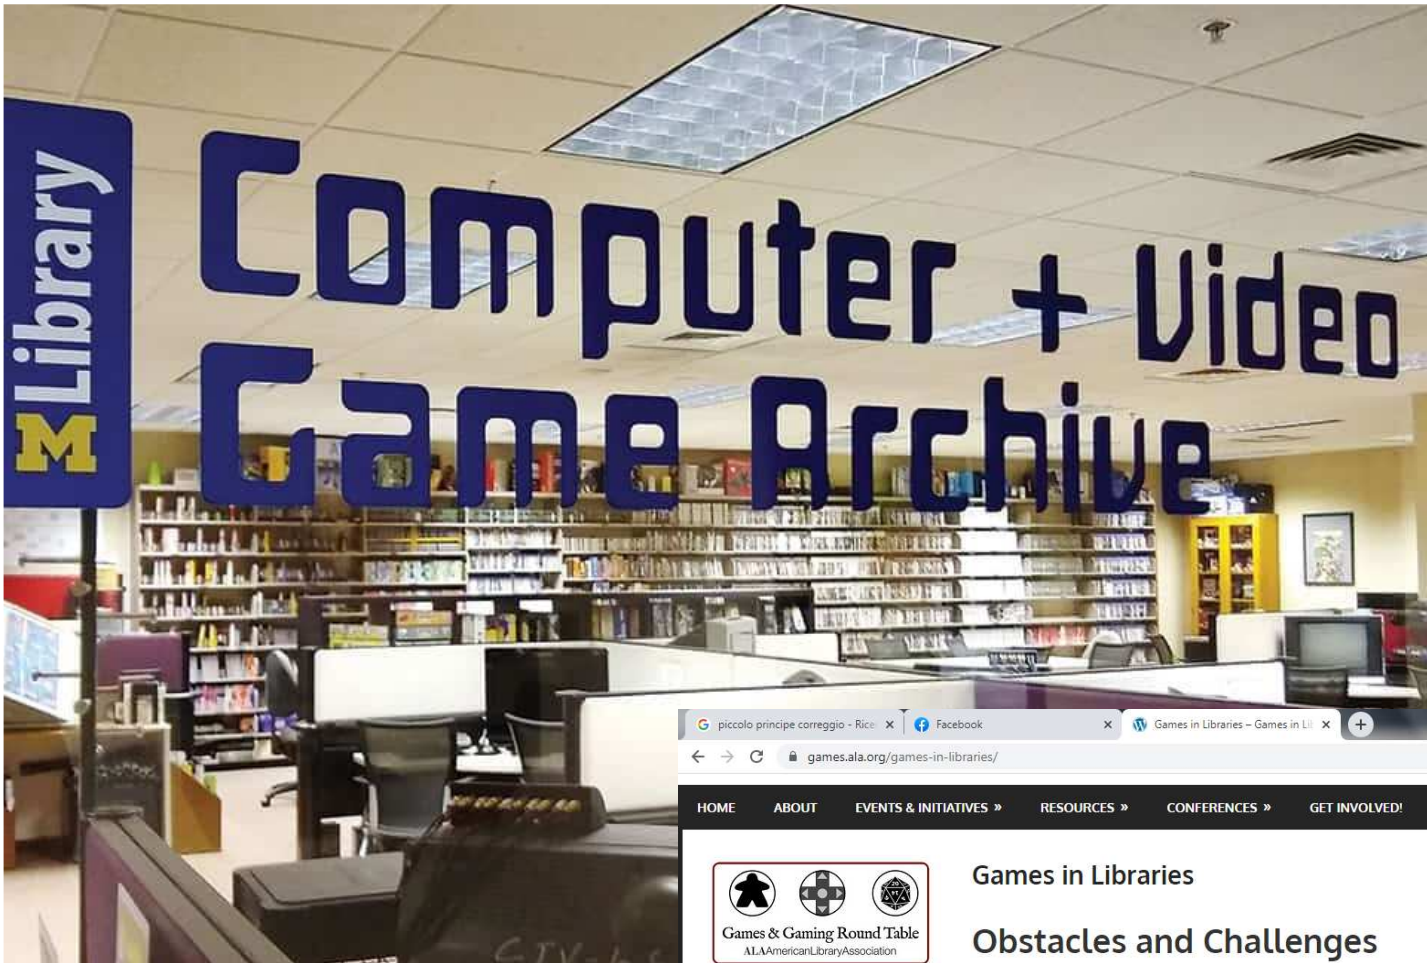 M Library
Computer + Video
Game Archive
piccolo principe correggio - Rice
Facebook
Games in Libraries – Games in Li
games.ala.org/games-in-libraries/
HOME ABOUT EVENTS & INITIATIVES » RESOURCES » CONFERENCES » GET INVOLVED!
Games & Gaming Round Table
ALAAmericanLibraryAssociation
Games in Libraries
Obstacles and Challenges